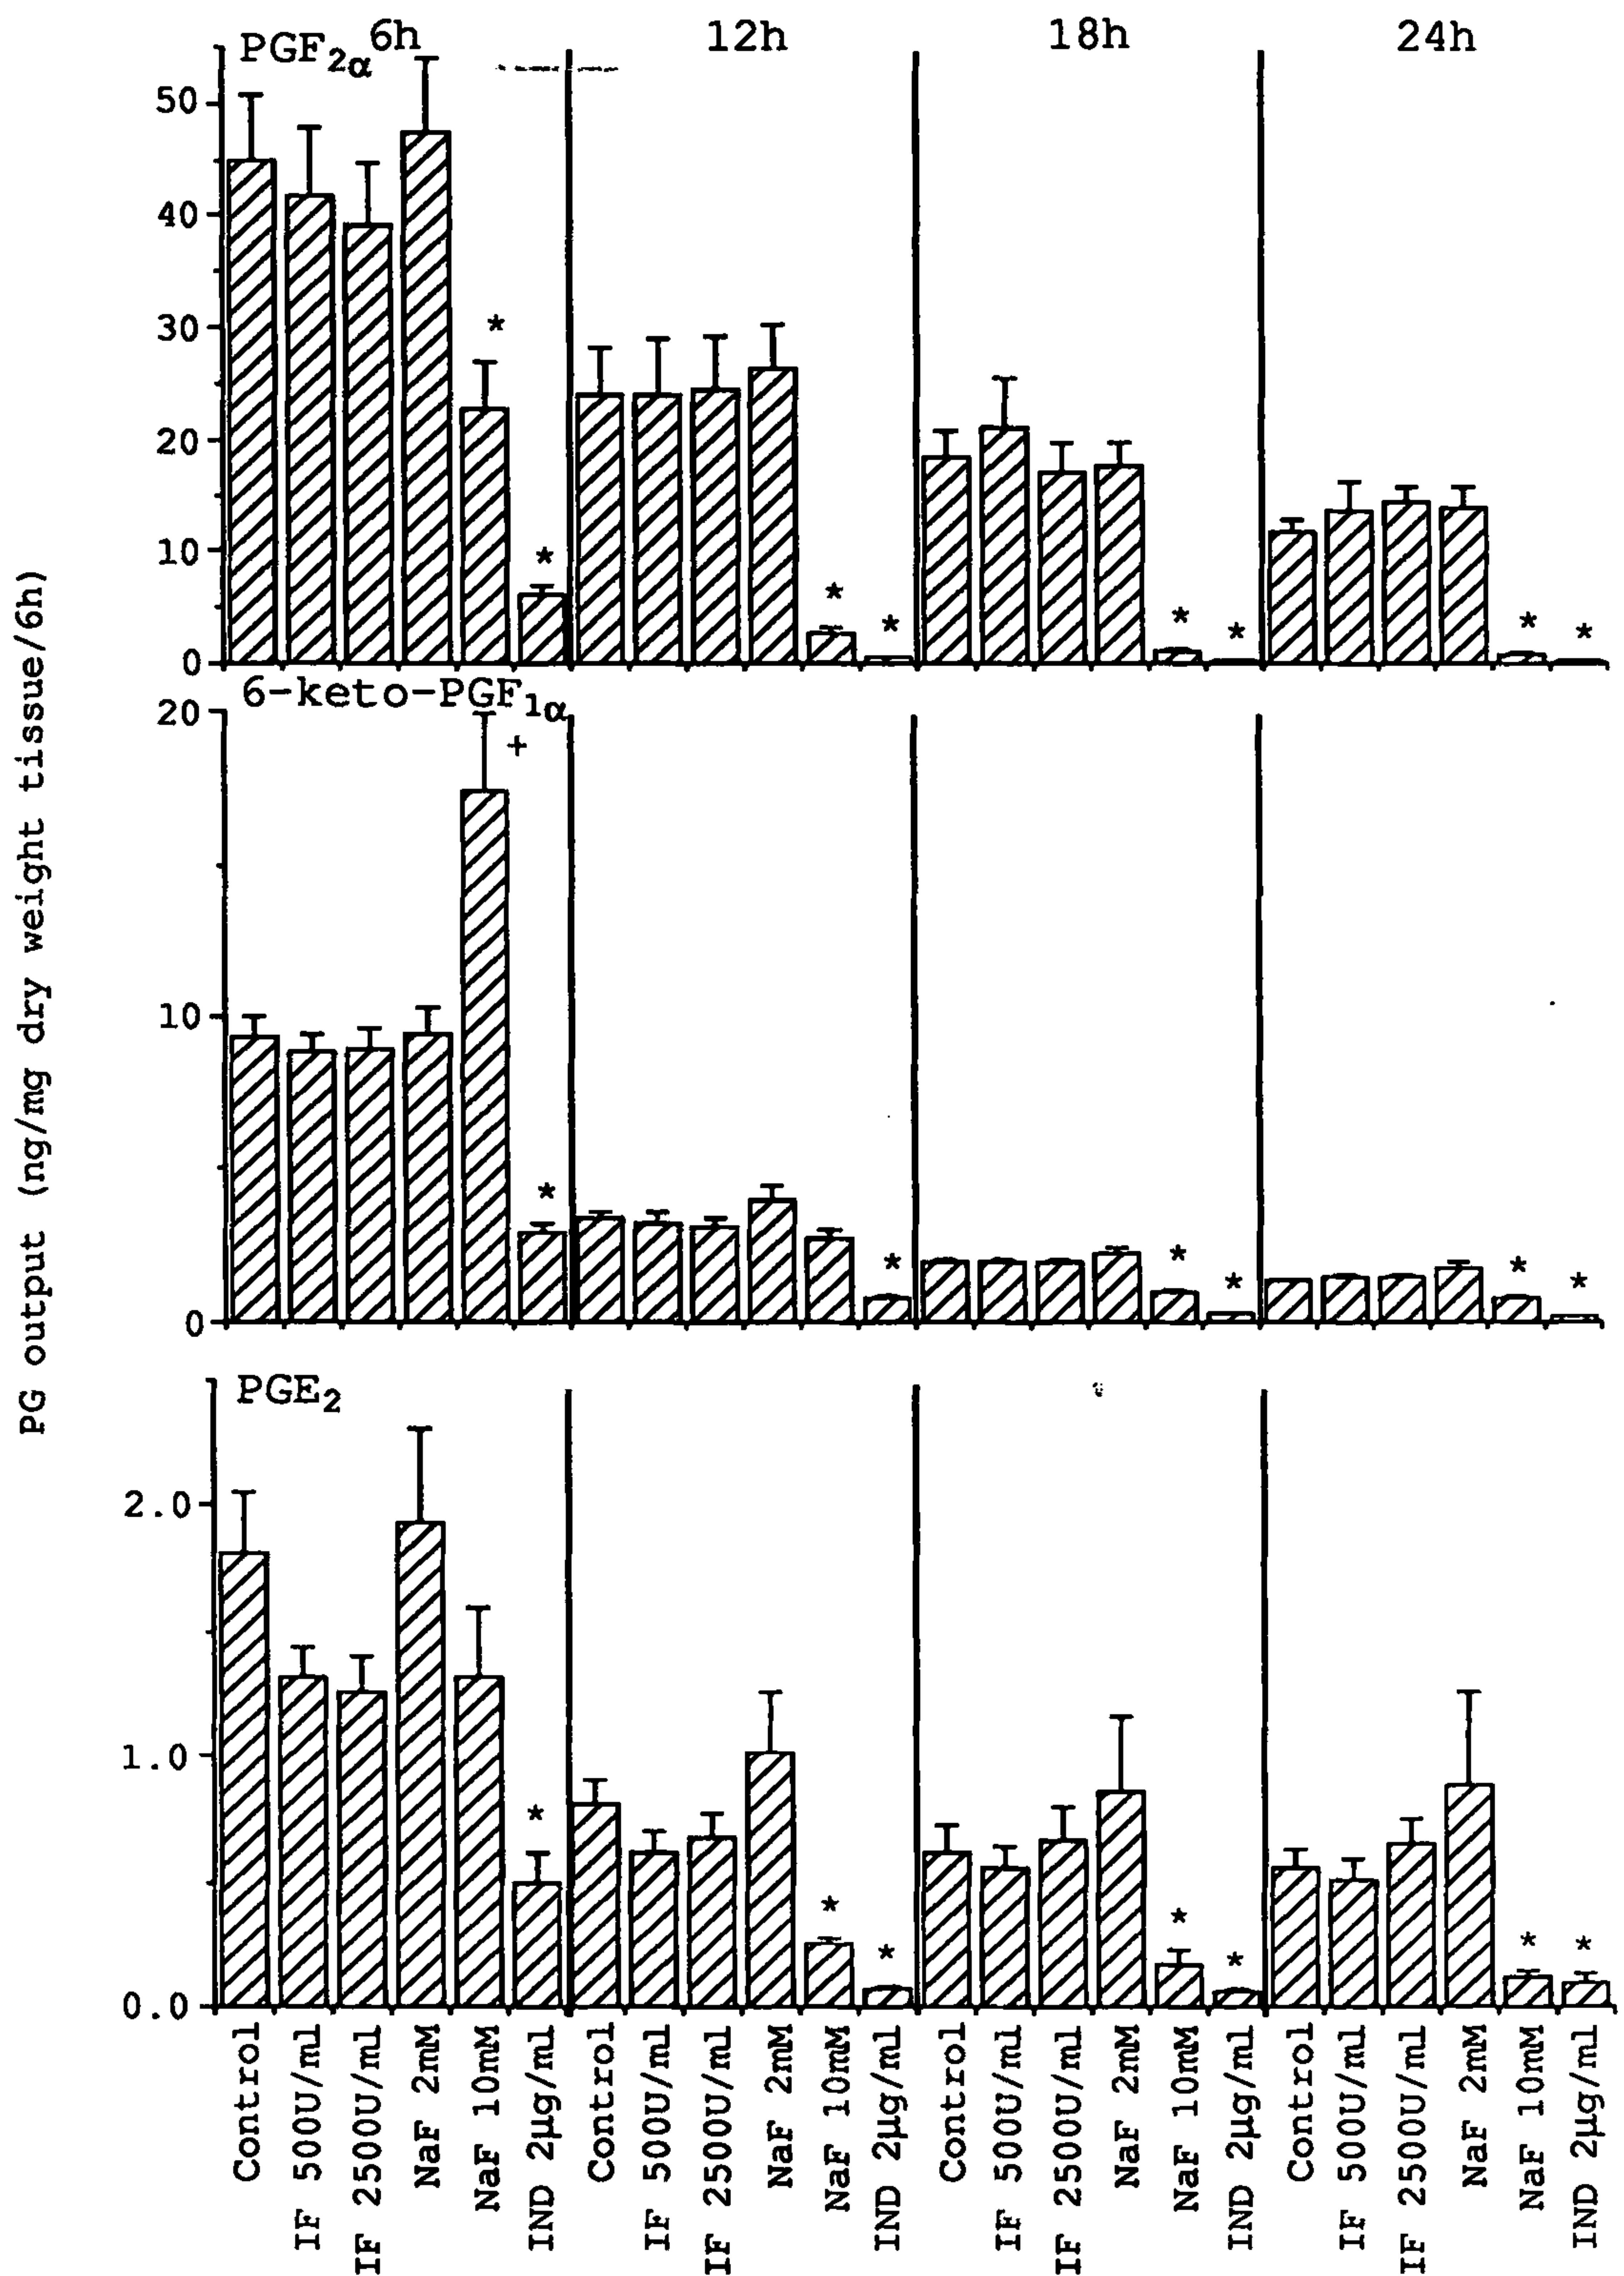 PGF2α 6h 12h 18h 24h
50
40
30
*
20
10
* * * * * * *
0
6-keto-PGF1α
20
+
10
* * * * * *
0
PGE2
2.0
1.0
* * * * * * *
0.0
PG output (ng/mg dry weight tissue/6h)
Control
IF 500U/ml
IF 2500U/ml
NaF 2mM
NaF 10mM
IND 2µg/ml
Control
IF 500U/ml
IF 2500U/ml
NaF 2mM
NaF 10mM
IND 2µg/ml
Control
IF 500U/ml
IF 2500U/ml
NaF 2mM
NaF 10mM
IND 2µg/ml
Control
IF 500U/ml
IF 2500U/ml
NaF 2mM
NaF 10mM
IND 2µg/ml